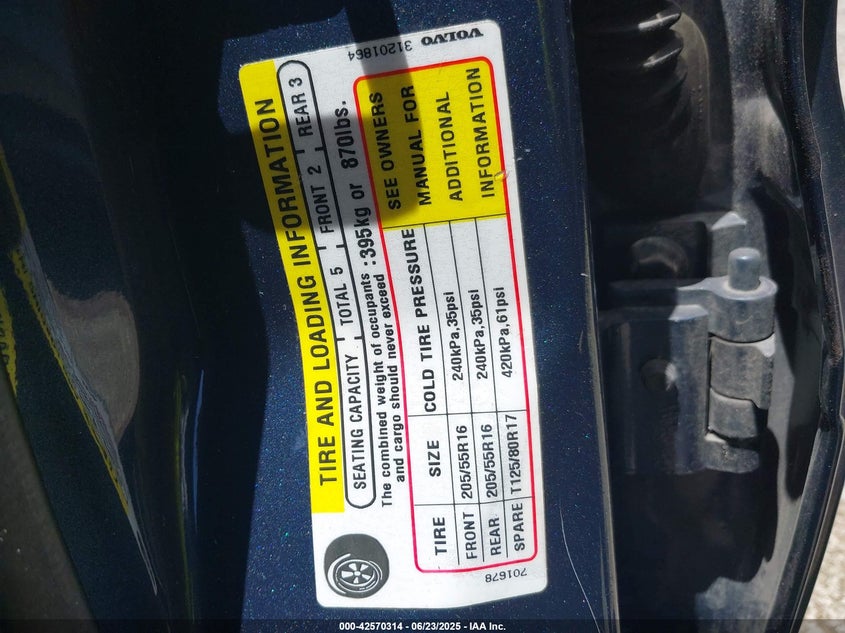 TIRE AND LOADING INFORMATION
SEATING CAPACITY TOTAL 5 FRONT 2 REAR 3
The combined weight of occupants and cargo should never exceed :395kg or 870lbs.
TIRE SIZE COLD TIRE PRESSURE SEE OWNERS MANUAL FOR ADDITIONAL INFORMATION
FRONT 205/55R16 240kPa,35psi
REAR 205/55R16 240kPa,35psi
SPARE T125/80R17 420kPa,61psi
701678
VOLVO 31201864
000-42570314 - 06/23/2025 - IAA Inc.